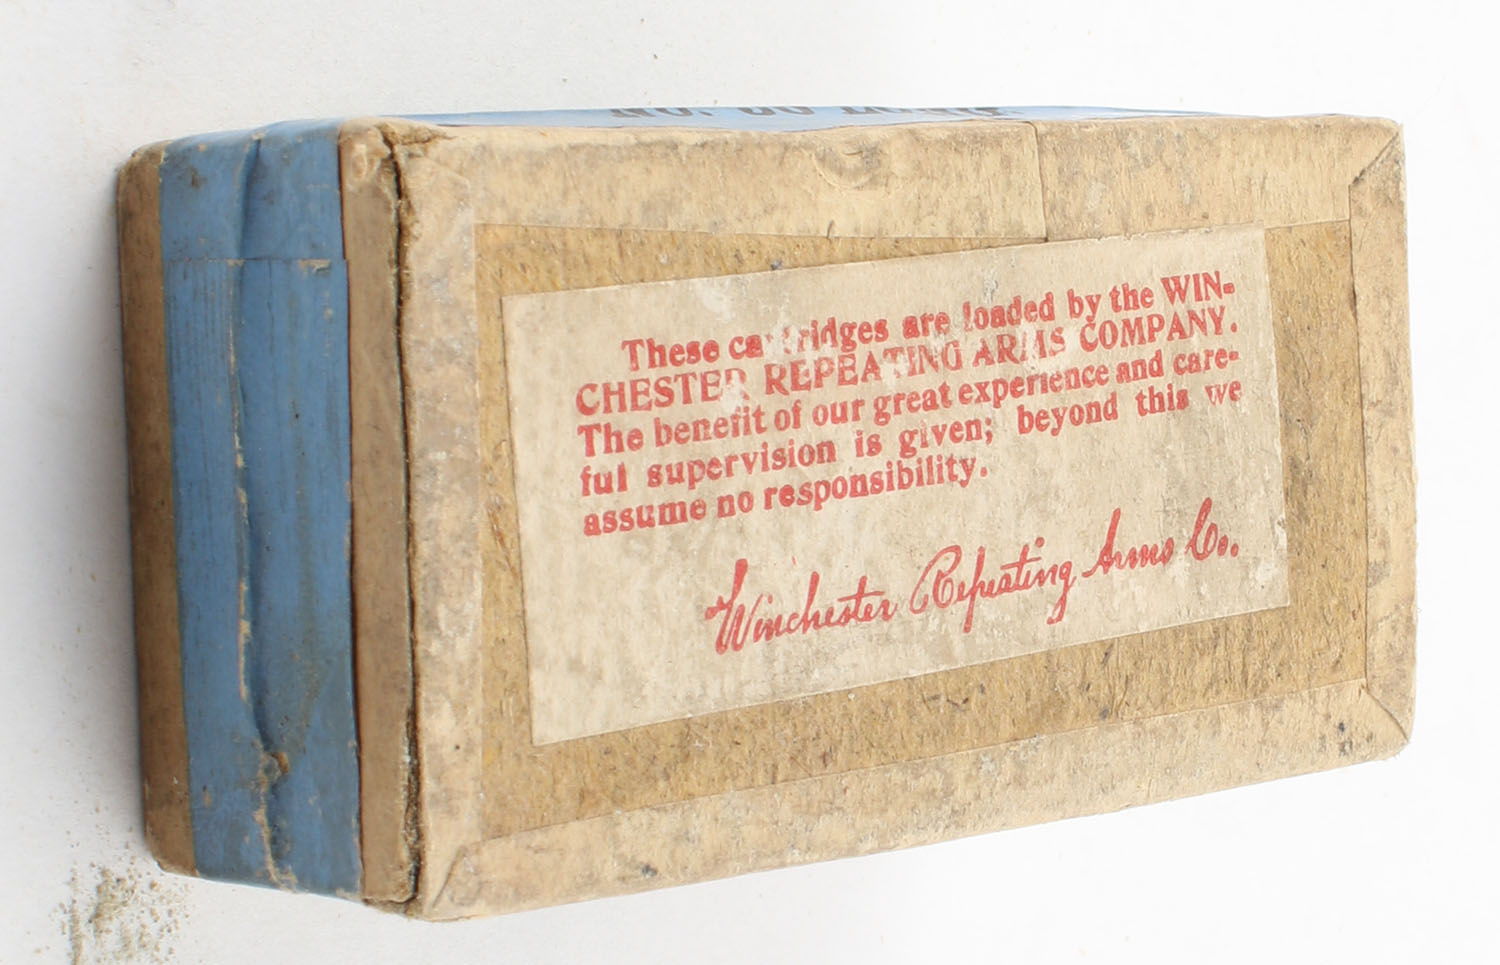 These cartridges are loaded by the WIN-
CHESTER REPEATING ARMS COMPANY.
The benefit of our great experience and care-
ful supervision is given; beyond this we
assume no responsibility.
Winchester Repeating Arms Co.